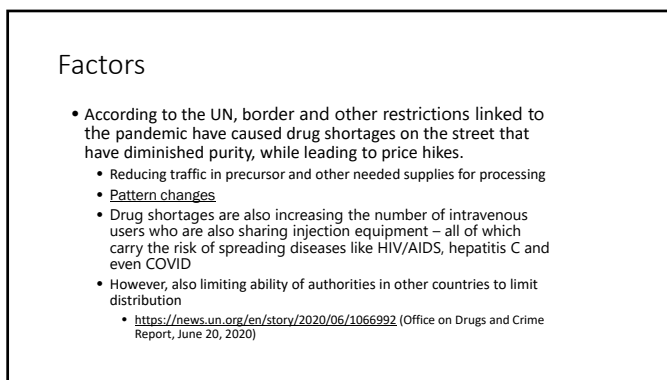 Factors
• According to the UN, border and other restrictions linked to
the pandemic have caused drug shortages on the street that
have diminished purity, while leading to price hikes.
• Reducing traffic in precursor and other needed supplies for processing
• Pattern changes
• Drug shortages are also increasing the number of intravenous
users who are also sharing injection equipment – all of which
carry the risk of spreading diseases like HIV/AIDS, hepatitis C and
even COVID
• However, also limiting ability of authorities in other countries to limit
distribution
• https://news.un.org/en/story/2020/06/1066992 (Office on Drugs and Crime
Report, June 20, 2020)